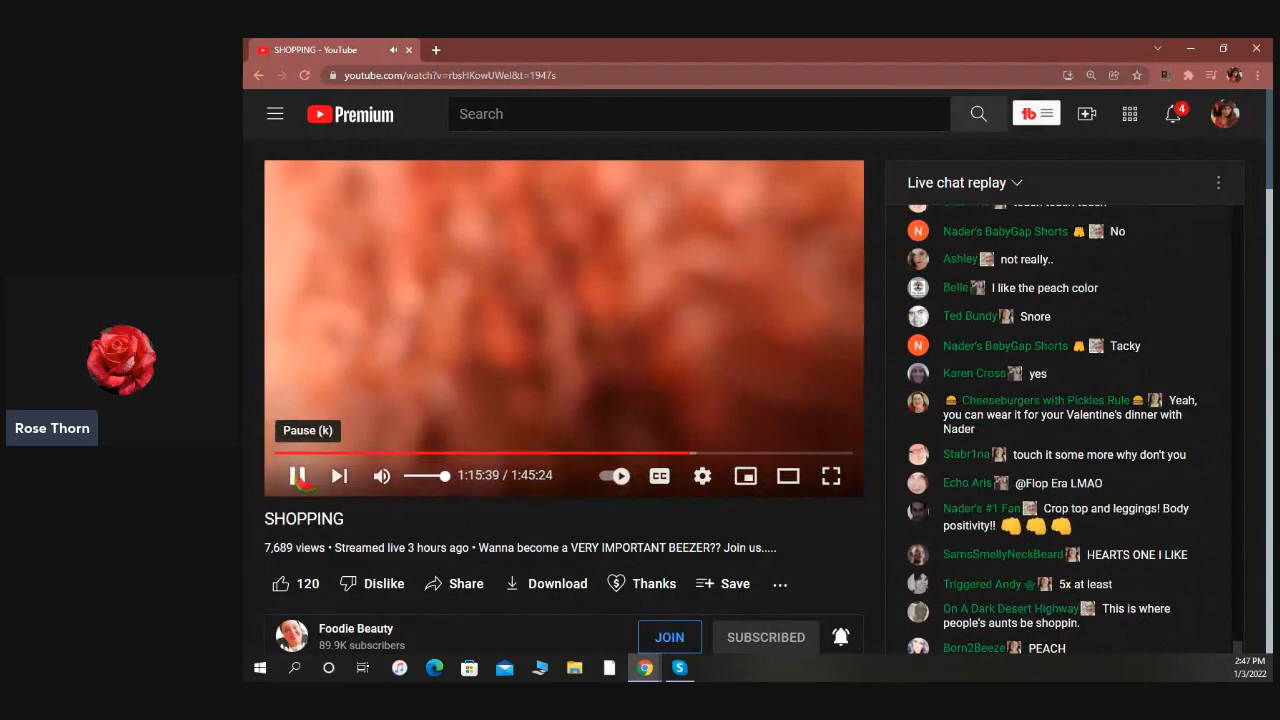 SHOPPING - YouTube
youtube.com/watch?v=rbsHKowUWeI&t=1947s
Premium
Search
4
Live chat replay
Nader's BabyGap Shorts No
Ashley not really..
Belle I like the peach color
Ted Bundy Snore
Nader's BabyGap Shorts Tacky
Karen Cross yes
Cheeseburgers with Pickles Rule Yeah,
you can wear it for your Valentine's dinner with
Nader
Stabr1na touch it some more why don't you
Echo Aris @Flop Era LMAO
Nader's #1 Fan Crop top and leggings! Body
positivity!!
SamsSmellyNeckBeard HEARTS ONE I LIKE
Triggered Andy 5x at least
On A Dark Desert Highway This is where
people's aunts be shoppin.
Born2Beeze PEACH
Pause (k)
1:15:39 / 1:45:24
CC
SHOPPING
7,689 views • Streamed live 3 hours ago • Wanna become a VERY IMPORTANT BEEZER?? Join us.....
120 Dislike Share Download Thanks Save
Foodie Beauty
89.9K subscribers
JOIN
SUBSCRIBED
Rose Thorn
2:47 PM
1/3/2022